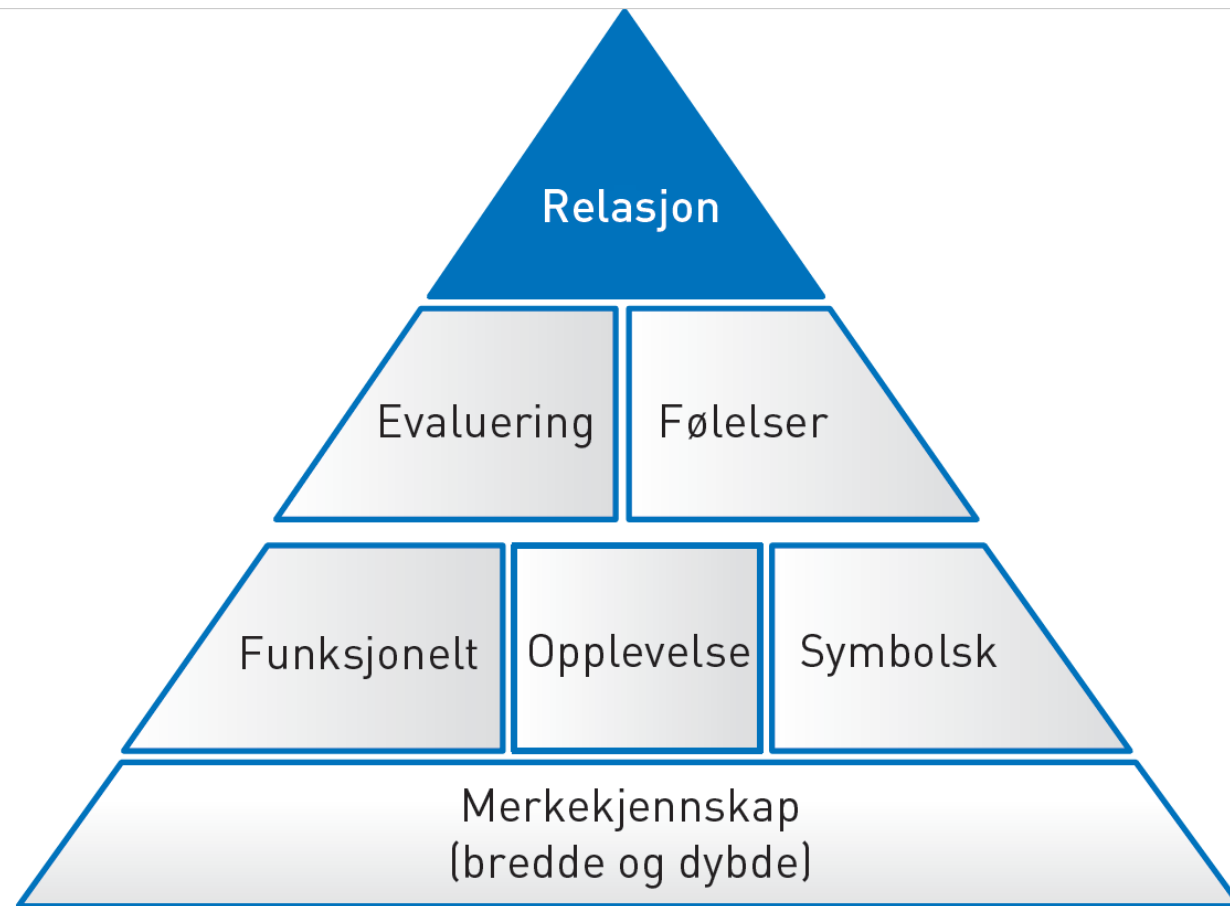 Relasjon
Evaluering
Følelser
Funksjonelt
Opplevelse
Symbolsk
Merkekjennskap
(bredde og dybde)